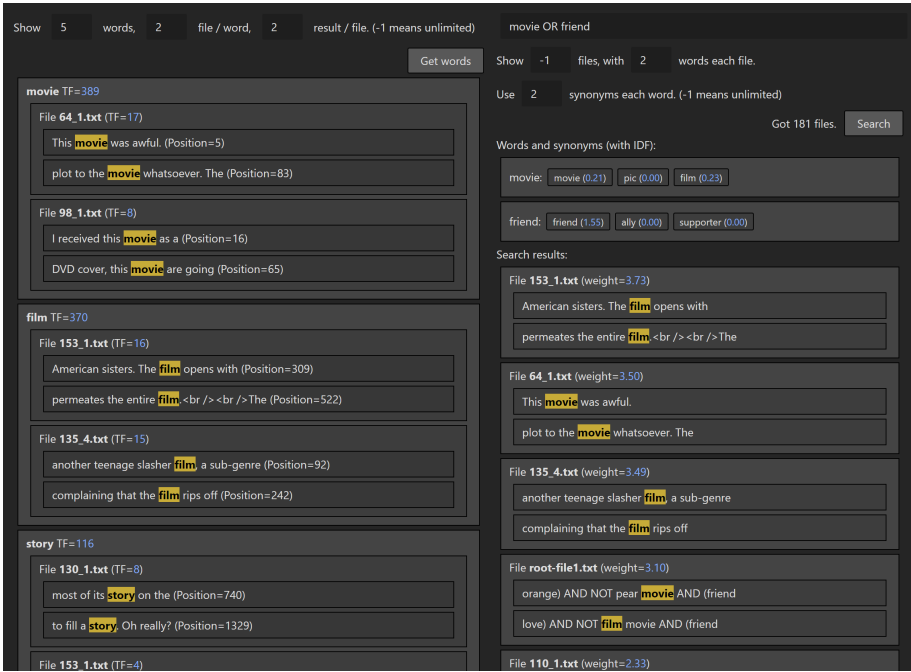 Show 5 words, 2 file / word, 2 result / file. (-1 means unlimited)
Get words
movie TF=389
File 64_1.txt (TF=17)
This movie was awful. (Position=5)
plot to the movie whatsoever. The (Position=83)
File 98_1.txt (TF=8)
I received this movie as a (Position=16)
DVD cover, this movie are going (Position=65)
film TF=370
File 153_1.txt (TF=16)
American sisters. The film opens with (Position=309)
permeates the entire film.<br /><br />The (Position=522)
File 135_4.txt (TF=15)
another teenage slasher film, a sub-genre (Position=92)
complaining that the film rips off (Position=242)
story TF=116
File 130_1.txt (TF=8)
most of its story on the (Position=740)
to fill a story. Oh really? (Position=1329)
File 153_1.txt (TF=4)
movie OR friend
Show -1 files, with 2 words each file.
Use 2 synonyms each word. (-1 means unlimited)
Got 181 files. Search
Words and synonyms (with IDF):
movie: movie (0.21) pic (0.00) film (0.23)
friend: friend (1.55) ally (0.00) supporter (0.00)
Search results:
File 153_1.txt (weight=3.73)
American sisters. The film opens with
permeates the entire film.<br /><br />The
File 64_1.txt (weight=3.50)
This movie was awful.
plot to the movie whatsoever. The
File 135_4.txt (weight=3.49)
another teenage slasher film, a sub-genre
complaining that the film rips off
File root-file1.txt (weight=3.10)
orange) AND NOT pear movie AND (friend
love) AND NOT film movie AND (friend
File 110_1.txt (weight=2.33)